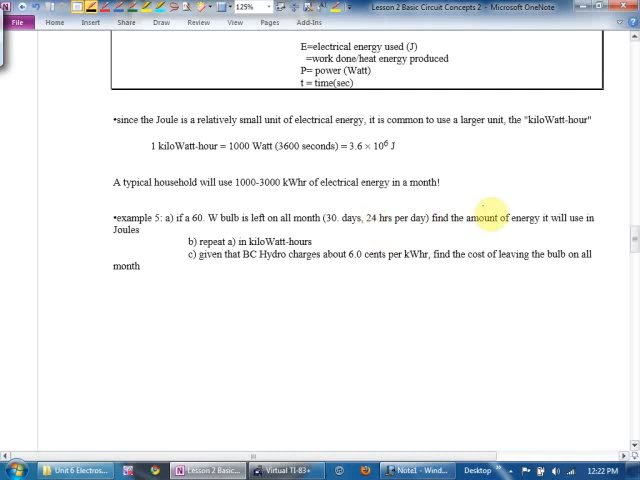 Lesson 2 Basic Circuit Concepts 2 - Microsoft OneNote
125%
File Home Insert Share Draw Review View PageMarks Add-Ins
E=electrical energy used (J)
=work done/heat energy produced
P= power (Watt)
t = time(sec)
•since the Joule is a relatively small unit of electrical energy, it is common to use a larger unit, the "kiloWatt-hour"
1 kiloWatt-hour = 1000 Watt (3600 seconds) = 3.6 × 10⁶ J
A typical household will use 1000-3000 kWhr of electrical energy in a month!
•example 5: a) if a 60. W bulb is left on all month (30. days, 24 hrs per day) find the amount of energy it will use in
Joules
b) repeat a) in kiloWatt-hours
c) given that BC Hydro charges about 6.0 cents per kWhr, find the cost of leaving the bulb on all
month
Unit 6 Electros... Lesson 2 Basic... Virtual TI-83+ Note1 - Wind... Desktop 12:22 PM